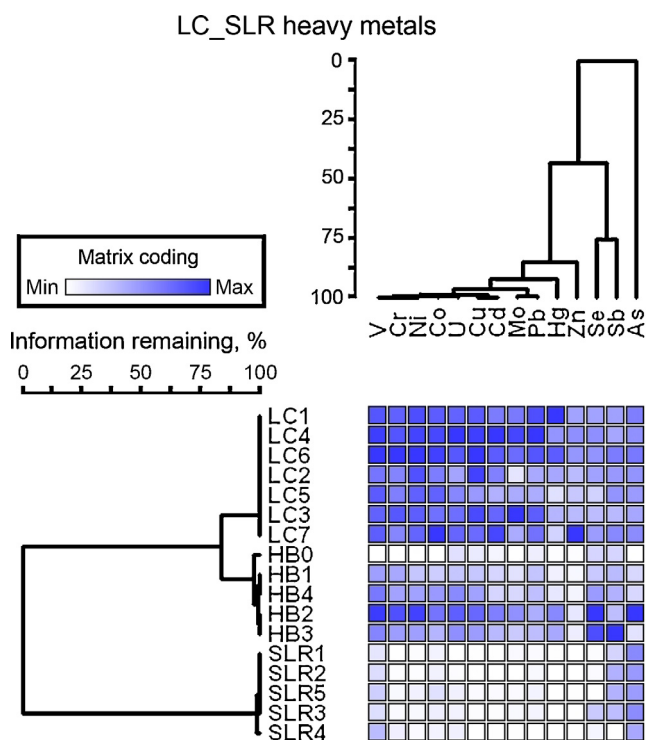 LC_SLR heavy metals
0
25
50
75
100
Matrix coding
Min Max
V Cr Ni Co U Cu Cd Mo Pb Hg Zn Se Sb As
Information remaining, %
0 25 50 75 100
LC1
LC4
LC6
LC2
LC5
LC3
LC7
HB0
HB1
HB4
HB2
HB3
SLR1
SLR2
SLR5
SLR3
SLR4